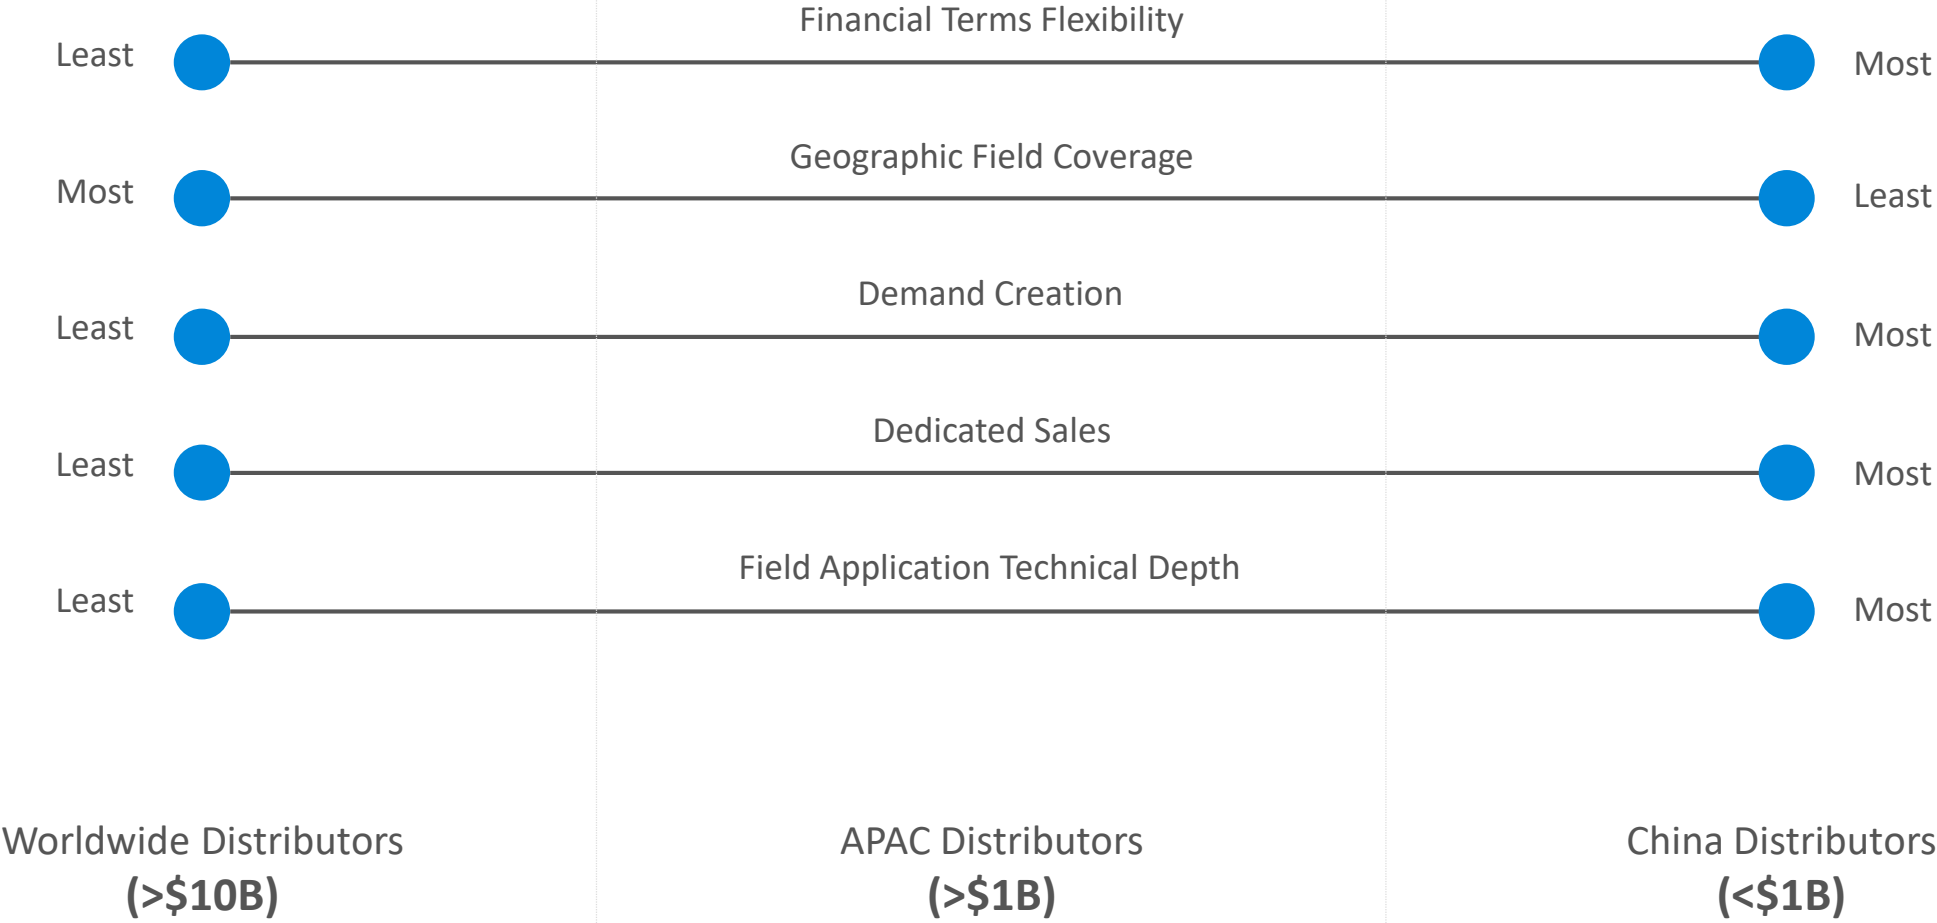 Financial Terms Flexibility
Least
Most
Geographic Field Coverage
Most
Least
Demand Creation
Least
Most
Dedicated Sales
Least
Most
Field Application Technical Depth
Least
Most
Worldwide Distributors
(>$10B)
APAC Distributors
(>$1B)
China Distributors
(<$1B)